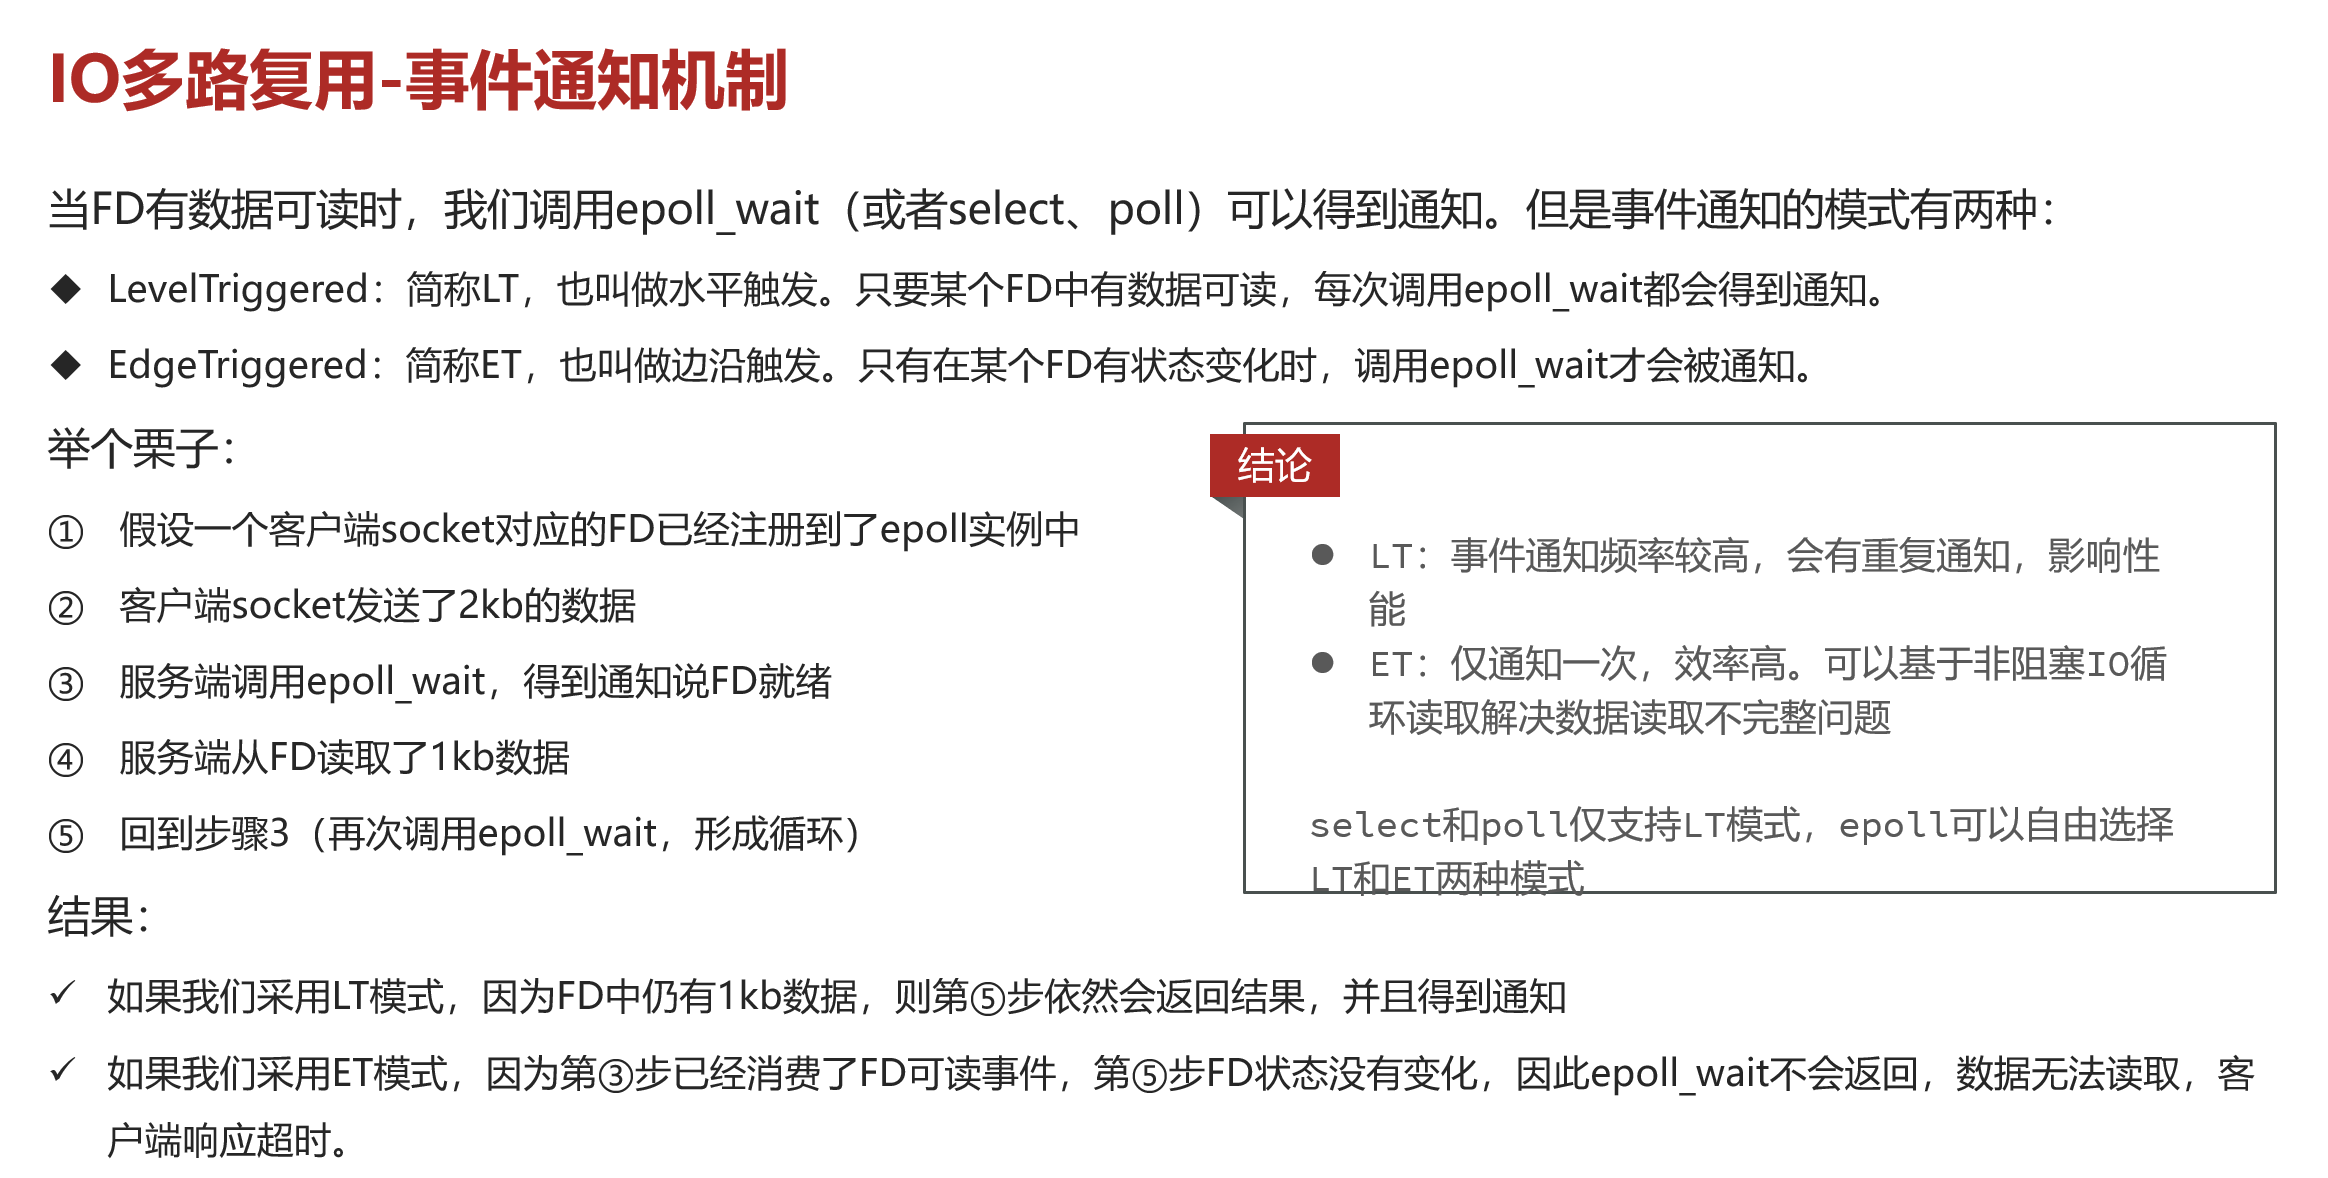 IO多路复用-事件通知机制
当FD有数据可读时，我们调用epoll_wait（或者select、poll）可以得到通知。但是事件通知的模式有两种：
◆ LevelTriggered：简称LT，也叫做水平触发。只要某个FD中有数据可读，每次调用epoll_wait都会得到通知。
◆ EdgeTriggered：简称ET，也叫做边沿触发。只有在某个FD有状态变化时，调用epoll_wait才会被通知。
举个栗子：
① 假设一个客户端socket对应的FD已经注册到了epoll实例中
② 客户端socket发送了2kb的数据
③ 服务端调用epoll_wait，得到通知说FD就绪
④ 服务端从FD读取了1kb数据
⑤ 回到步骤3（再次调用epoll_wait，形成循环）
结果：
✓ 如果我们采用LT模式，因为FD中仍有1kb数据，则第⑤步依然会返回结果，并且得到通知
✓ 如果我们采用ET模式，因为第③步已经消费了FD可读事件，第⑤步FD状态没有变化，因此epoll_wait不会返回，数据无法读取，客
户端响应超时。
结论
● LT：事件通知频率较高，会有重复通知，影响性
能
● ET：仅通知一次，效率高。可以基于非阻塞IO循
环读取解决数据读取不完整问题
select和poll仅支持LT模式，epoll可以自由选择
LT和ET两种模式